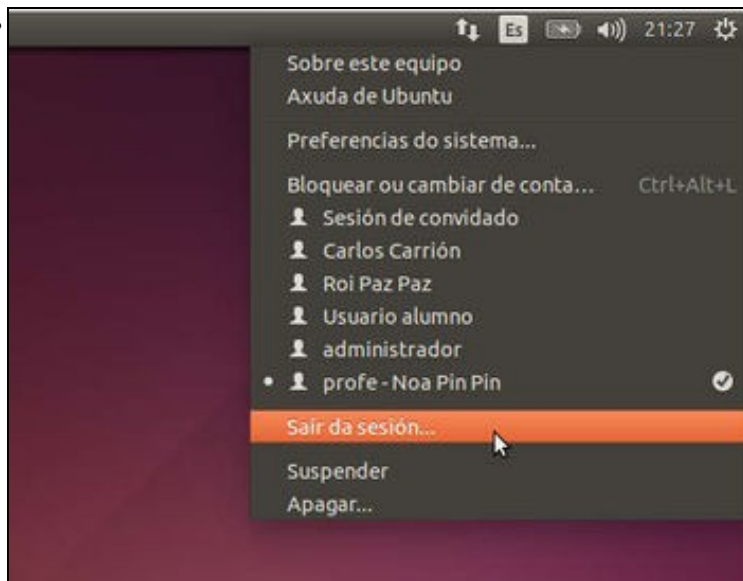 Es 21:27
Sobre este equipo
Axuda de Ubuntu
Preferencias do sistema...
Bloquear ou cambiar de conta... Ctrl+Alt+L
Sesión de convidado
Carlos Carrión
Roi Paz Paz
Usuario alumno
administrador
profe - Noa Pin Pin
Saír da sesión...
Suspender
Apagar...